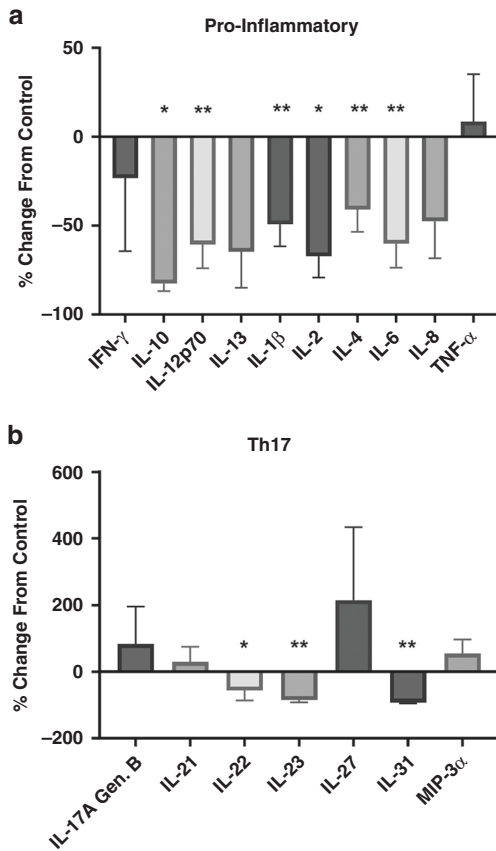 a
Pro-Inflammatory
% Change From Control
50
0
−50
−100
* ** ** * ** **
IFN-γ IL-10 IL-12p70 IL-13 IL-1β IL-2 IL-4 IL-6 IL-8 TNF-α
b
Th17
% Change From Control
600
400
200
0
−200
* ** **
IL-17A Gen. B IL-21 IL-22 IL-23 IL-27 IL-31 MIP-3α